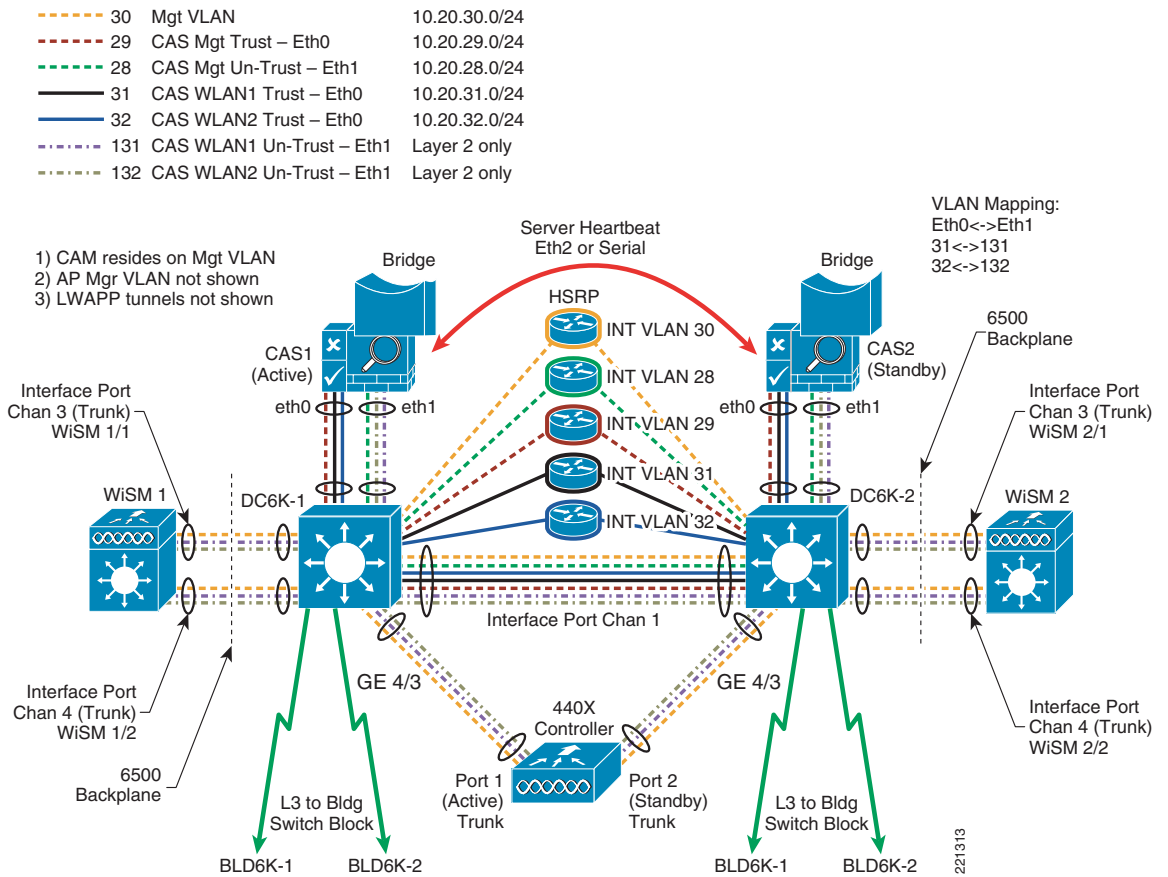 30 Mgt VLAN 10.20.30.0/24
29 CAS Mgt Trust – Eth0 10.20.29.0/24
28 CAS Mgt Un-Trust – Eth1 10.20.28.0/24
31 CAS WLAN1 Trust – Eth0 10.20.31.0/24
32 CAS WLAN2 Trust – Eth0 10.20.32.0/24
131 CAS WLAN1 Un-Trust – Eth1 Layer 2 only
132 CAS WLAN2 Un-Trust – Eth1 Layer 2 only
VLAN Mapping:
Eth0<->Eth1
31<->131
32<->132
1) CAM resides on Mgt VLAN
2) AP Mgr VLAN not shown
3) LWAPP tunnels not shown
Server Heartbeat
Eth2 or Serial
Bridge
Bridge
HSRP
INT VLAN 30
INT VLAN 28
INT VLAN 29
INT VLAN 31
INT VLAN 32
CAS1
(Active)
CAS2
(Standby)
6500
Backplane
eth0
eth1
eth0
eth1
Interface Port
Chan 3 (Trunk)
WiSM 1/1
Interface Port
Chan 3 (Trunk)
WiSM 2/1
WiSM 1
DC6K-1
DC6K-2
WiSM 2
Interface Port Chan 1
GE 4/3
GE 4/3
440X
Controller
Interface Port
Chan 4 (Trunk)
WiSM 1/2
Interface Port
Chan 4 (Trunk)
WiSM 2/2
6500
Backplane
Port 1
(Active)
Trunk
Port 2
(Standby)
Trunk
L3 to Bldg
Switch Block
L3 to Bldg
Switch Block
BLD6K-1
BLD6K-2
BLD6K-1
BLD6K-2
221313